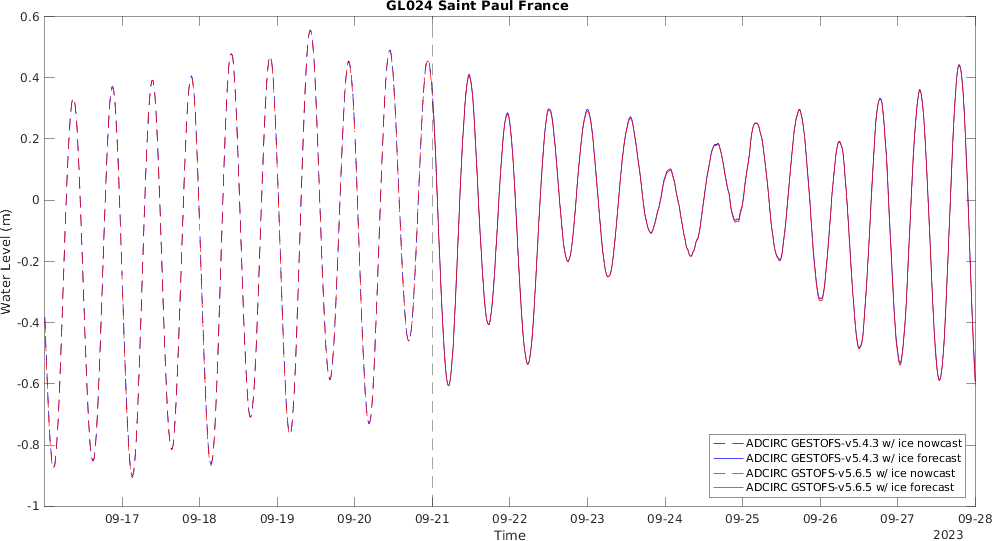 GL024 Saint Paul France
0.6
0.4
0.2
0
-0.2
-0.4
-0.6
-0.8
-1
Water Level (m)
09-17 09-18 09-19 09-20 09-21 09-22 09-23 09-24 09-25 09-26 09-27 09-28
Time
2023
ADCIRC GESTOFS-v5.4.3 w/ ice nowcast
ADCIRC GESTOFS-v5.4.3 w/ ice forecast
ADCIRC GSTOFS-v5.6.5 w/ ice nowcast
ADCIRC GSTOFS-v5.6.5 w/ ice forecast